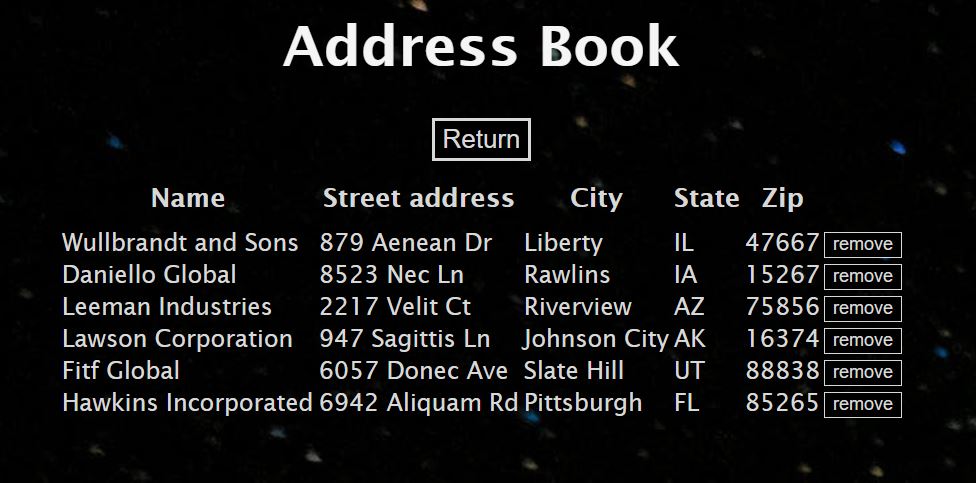 Address Book
Return
Name Street address City State Zip
Wullbrandt and Sons 879 Aenean Dr Liberty IL 47667 remove
Daniello Global 8523 Nec Ln Rawlins IA 15267 remove
Leeman Industries 2217 Velit Ct Riverview AZ 75856 remove
Lawson Corporation 947 Sagittis Ln Johnson City AK 16374 remove
Fitf Global 6057 Donec Ave Slate Hill UT 88838 remove
Hawkins Incorporated 6942 Aliquam Rd Pittsburgh FL 85265 remove